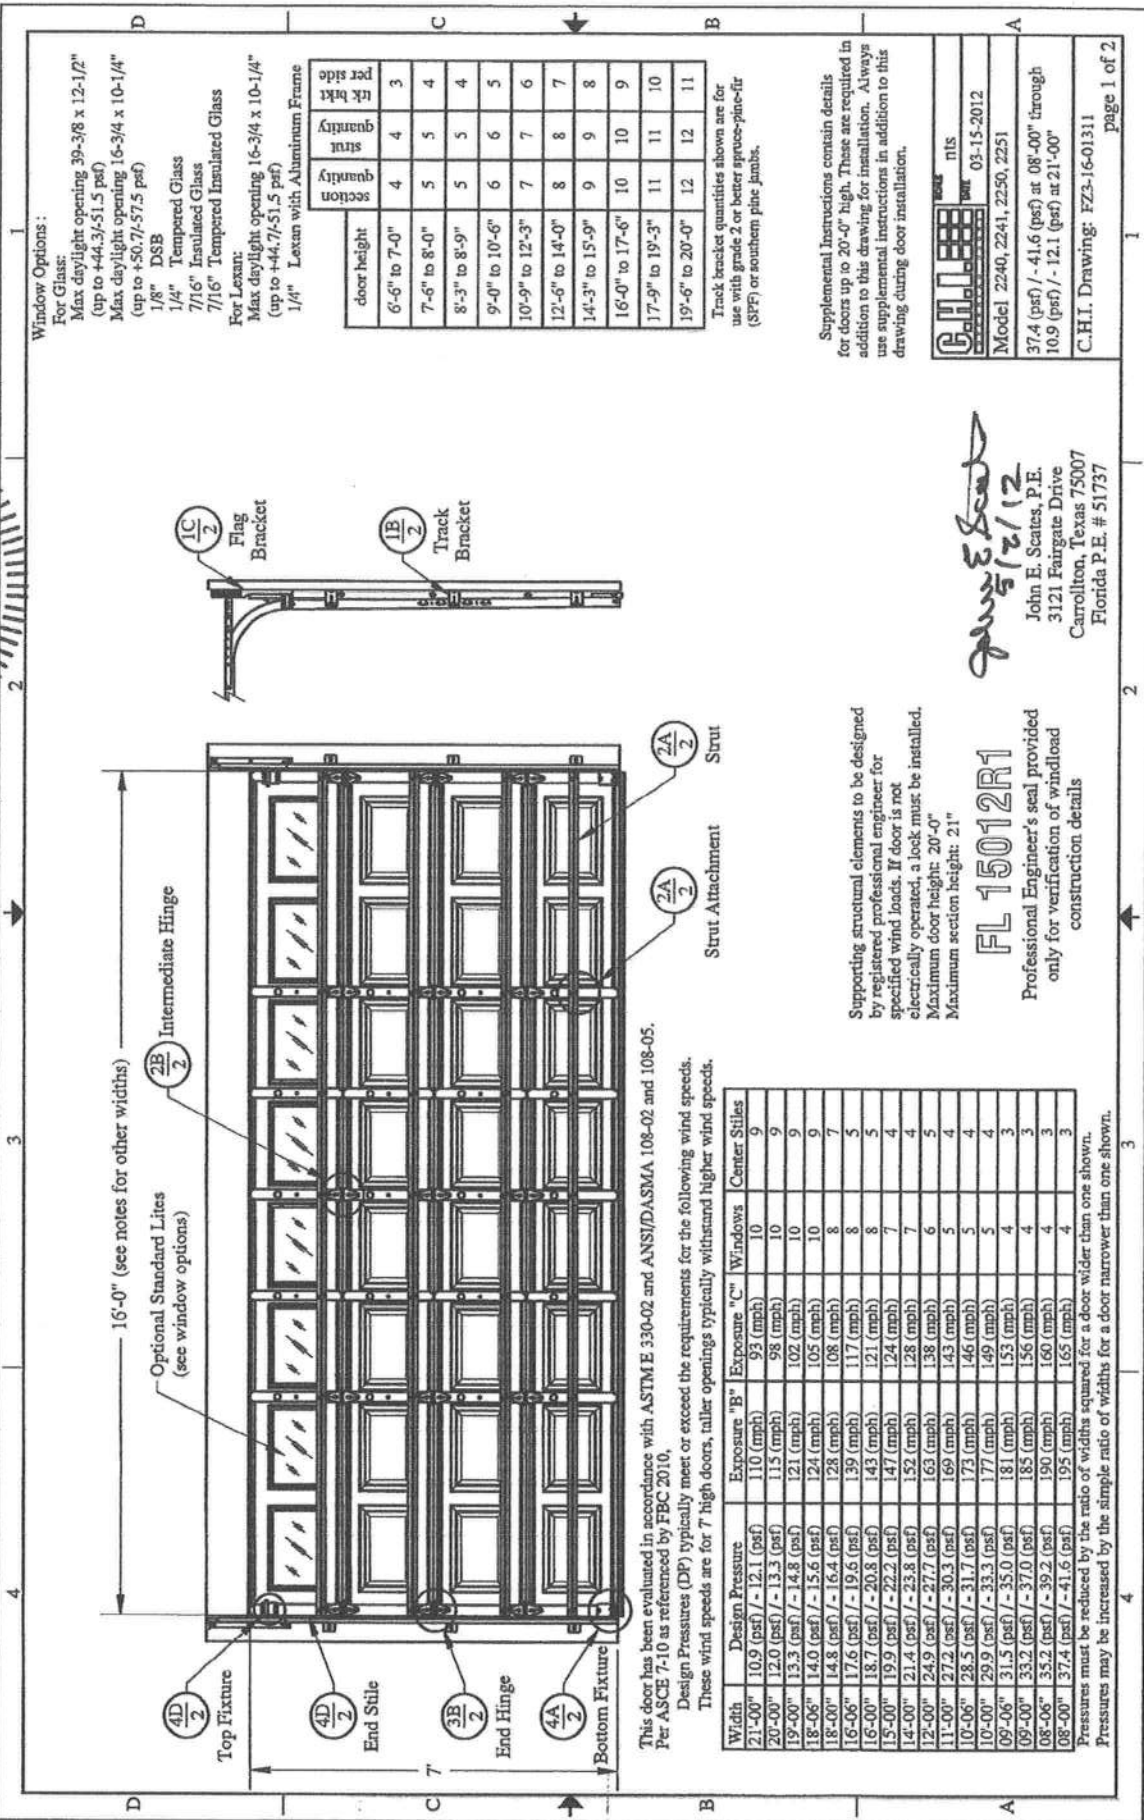 4
3
2
1
D
C
B
A
16'-0" (see notes for other widths)
Optional Standard Lites
(see window options)
2B
2
Intermediate Hinge
4D
2
Top Fixture
4D
2
End Stile
3B
2
End Hinge
4A
2
Bottom Fixture
7'
2A
2
Strut Attachment
2A
2
Strut
1C
2
Flag
Bracket
1B
2
Track
Bracket
Window Options :
For Glass:
Max daylight opening 39-3/8 x 12-1/2"
(up to +44.3/-51.5 psf)
Max daylight opening 16-3/4 x 10-1/4"
(up to +50.7/-57.5 psf)
1/8" DSB
1/4" Tempered Glass
7/16" Insulated Glass
7/16" Tempered Insulated Glass
For Lexan:
Max daylight opening 16-3/4 x 10-1/4"
(up to +44.7/-51.5 psf)
1/4" Lexan with Aluminum Frame
door height section quantity strut quantity trk brkt per side
6'-6" to 7'-0" 4 4 3
7'-6" to 8'-0" 5 5 4
8'-3" to 8'-9" 5 5 4
9'-0" to 10'-6" 6 6 5
10'-9" to 12'-3" 7 7 6
12'-6" to 14'-0" 8 8 7
14'-3" to 15'-9" 9 9 8
16'-0" to 17'-6" 10 10 9
17'-9" to 19'-3" 11 11 10
19'-6" to 20'-0" 12 12 11
Track bracket quantities shown are for
use with grade 2 or better spruce-pine-fir
(SPF) or southern pine jambs.
This door has been evaluated in accordance with ASTM E 330-02 and ANSI/DASMA 108-02 and 108-05.
Per ASCE 7-10 as referenced by FBC 2010,
Design Pressures (DP) typically meet or exceed the requirements for the following wind speeds.
These wind speeds are for 7' high doors, taller openings typically withstand higher wind speeds.
Width Design Pressure Exposure "B" Exposure "C" Windows Center Stiles
21'-00" 10.9 (psf) / - 12.1 (psf) 110 (mph) 93 (mph) 10 9
20'-00" 12.0 (psf) / - 13.3 (psf) 115 (mph) 98 (mph) 10 9
19'-00" 13.3 (psf) / - 14.8 (psf) 121 (mph) 102 (mph) 10 9
18'-06" 14.0 (psf) / - 15.6 (psf) 124 (mph) 105 (mph) 10 9
18'-00" 14.8 (psf) / - 16.4 (psf) 128 (mph) 108 (mph) 8 7
16'-06" 17.6 (psf) / - 19.6 (psf) 139 (mph) 117 (mph) 8 5
16'-00" 18.7 (psf) / - 20.8 (psf) 143 (mph) 121 (mph) 8 5
15'-00" 19.9 (psf) / - 22.2 (psf) 147 (mph) 124 (mph) 7 4
14'-00" 21.4 (psf) / - 23.8 (psf) 152 (mph) 128 (mph) 7 4
12'-00" 24.9 (psf) / - 27.7 (psf) 163 (mph) 138 (mph) 6 5
11'-00" 27.2 (psf) / - 30.3 (psf) 169 (mph) 143 (mph) 5 4
10'-06" 28.5 (psf) / - 31.7 (psf) 173 (mph) 146 (mph) 5 4
10'-00" 29.9 (psf) / - 33.3 (psf) 177 (mph) 149 (mph) 5 4
09'-06" 31.5 (psf) / - 35.0 (psf) 181 (mph) 153 (mph) 4 3
09'-00" 33.2 (psf) / - 37.0 (psf) 185 (mph) 156 (mph) 4 3
08'-06" 35.2 (psf) / - 39.2 (psf) 190 (mph) 160 (mph) 4 3
08'-00" 37.4 (psf) / - 41.6 (psf) 195 (mph) 165 (mph) 4 3
Pressures must be reduced by the ratio of widths squared for a door wider than one shown.
Pressures may be increased by the simple ratio of widths for a door narrower than one shown.
Supporting structural elements to be designed
by registered professional engineer for
specified wind loads. If door is not
electrically operated, a lock must be installed.
Maximum door height: 20'-0"
Maximum section height: 21"
FL 15012R1
Professional Engineer's seal provided
only for verification of windload
construction details
John E Scates
5/2/12
John E. Scates, P.E.
3121 Fairgate Drive
Carrollton, Texas 75007
Florida P.E. # 51737
Supplemental Instructions contain details
for doors up to 20'-0" high. These are required in
addition to this drawing for installation. Always
use supplemental instructions in addition to this
drawing during door installation.
C.H.I.
SCALE nts
DATE 03-15-2012
Model 2240, 2241, 2250, 2251
37.4 (psf) / - 41.6 (psf) at 08'-00" through
10.9 (psf) / - 12.1 (psf) at 21'-00"
C.H.I. Drawing: FZ3-16-01311
page 1 of 2
D
C
B
A
4
3
2
1